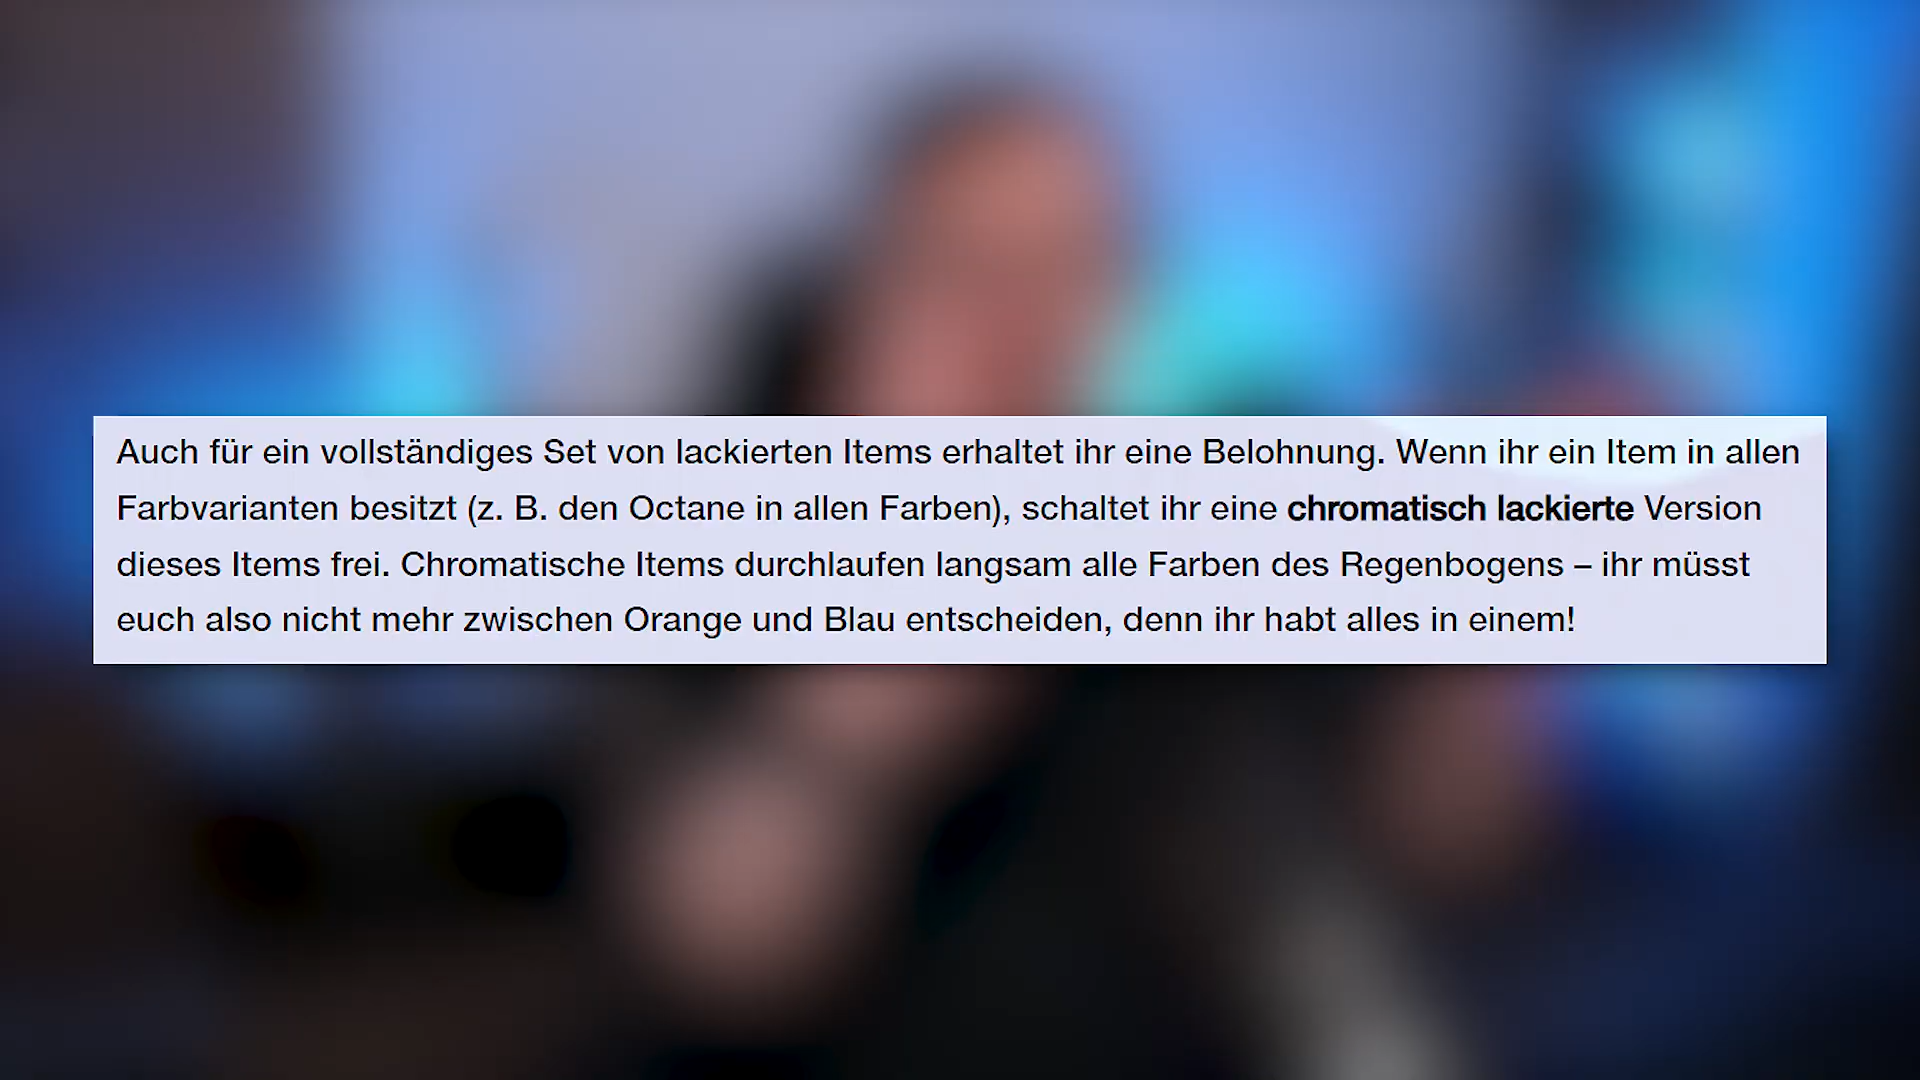 Auch für ein vollständiges Set von lackierten Items erhaltet ihr eine Belohnung. Wenn ihr ein Item in allen
Farbvarianten besitzt (z. B. den Octane in allen Farben), schaltet ihr eine chromatisch lackierte Version
dieses Items frei. Chromatische Items durchlaufen langsam alle Farben des Regenbogens – ihr müsst
euch also nicht mehr zwischen Orange und Blau entscheiden, denn ihr habt alles in einem!